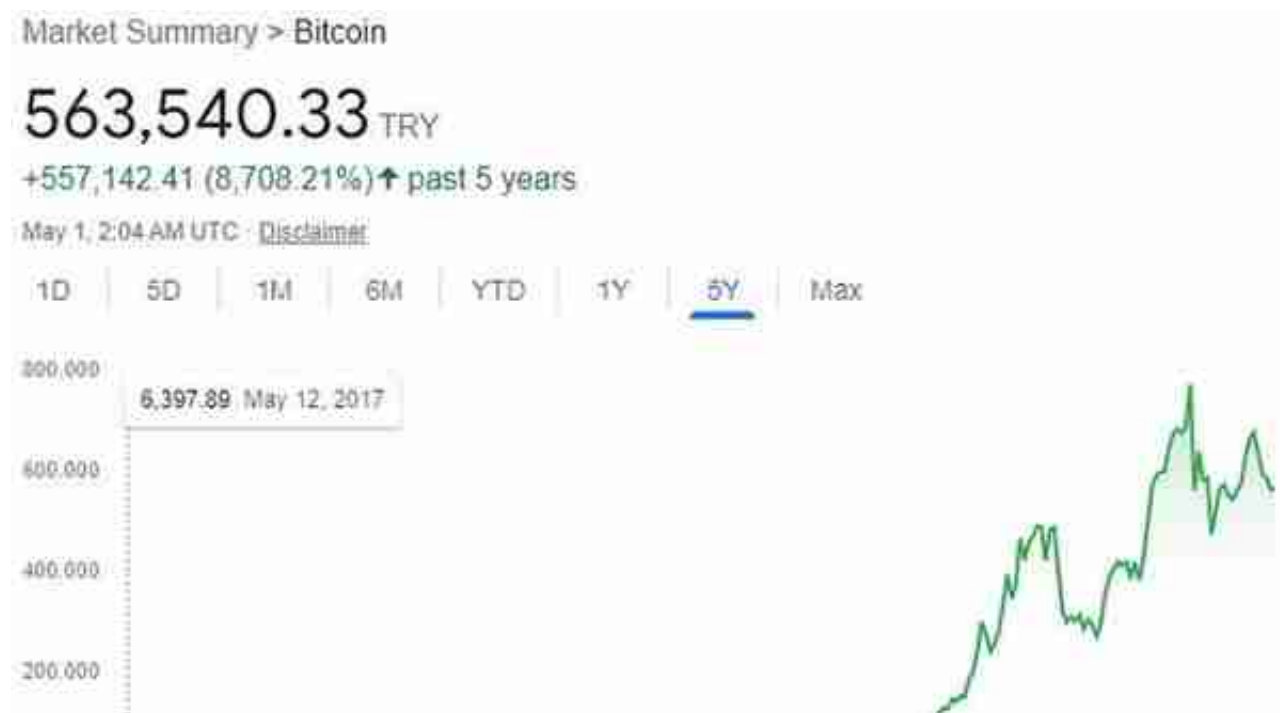 Market Summary > Bitcoin
563,540.33 TRY
+557,142.41 (8,708.21%)↑ past 5 years
May 1, 2:04 AM UTC · Disclaimer
1D 5D 1M 6M YTD 1Y 5Y Max
800,000
6,397.89 May 12, 2017
600,000
400,000
200,000